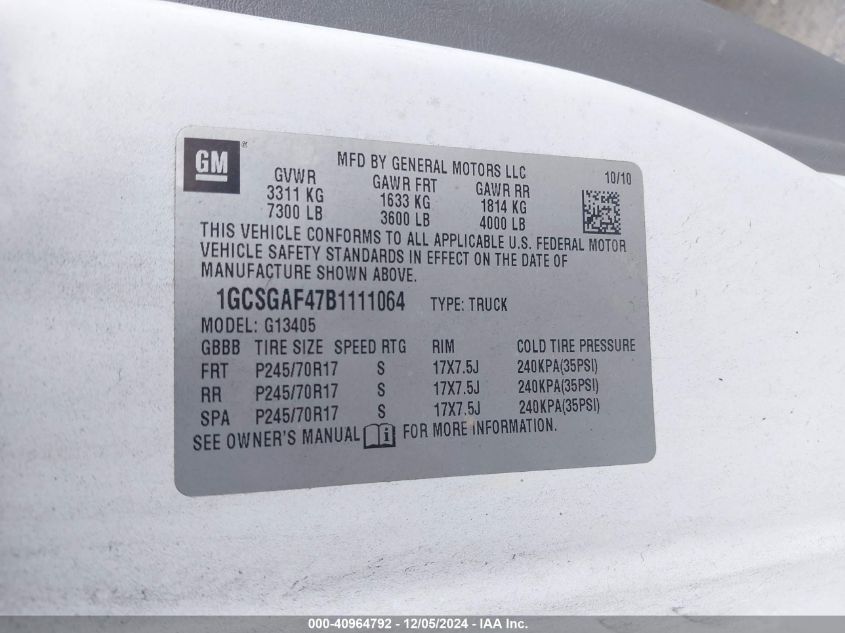 GM®
MFD BY GENERAL MOTORS LLC
10/10
GVWR GAWR FRT GAWR RR
3311 KG 1633 KG 1814 KG
7300 LB 3600 LB 4000 LB
THIS VEHICLE CONFORMS TO ALL APPLICABLE U.S. FEDERAL MOTOR
VEHICLE SAFETY STANDARDS IN EFFECT ON THE DATE OF
MANUFACTURE SHOWN ABOVE.
1GCSGAF47B1111064 TYPE: TRUCK
MODEL: G13405
GBBB TIRE SIZE SPEED RTG RIM COLD TIRE PRESSURE
FRT P245/70R17 S 17X7.5J 240KPA(35PSI)
RR P245/70R17 S 17X7.5J 240KPA(35PSI)
SPA P245/70R17 S 17X7.5J 240KPA(35PSI)
SEE OWNER'S MANUAL i FOR MORE INFORMATION.
000-40964792 - 12/05/2024 - IAA Inc.